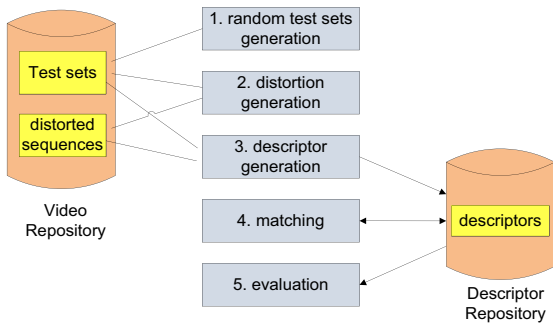 1. random test sets
generation
Test sets
2. distortion
generation
distorted
sequences
3. descriptor
generation
Video
Repository
4. matching
descriptors
5. evaluation
Descriptor
Repository